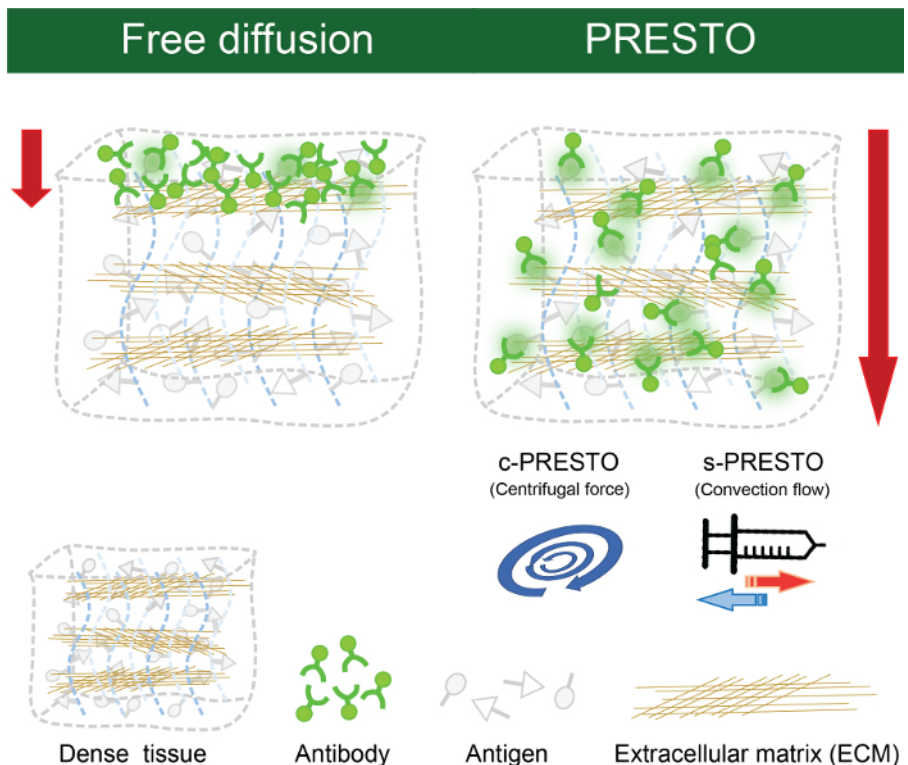 Free diffusion
PRESTO
c-PRESTO
(Centrifugal force)
s-PRESTO
(Convection flow)
Dense tissue
Antibody
Antigen
Extracellular matrix (ECM)